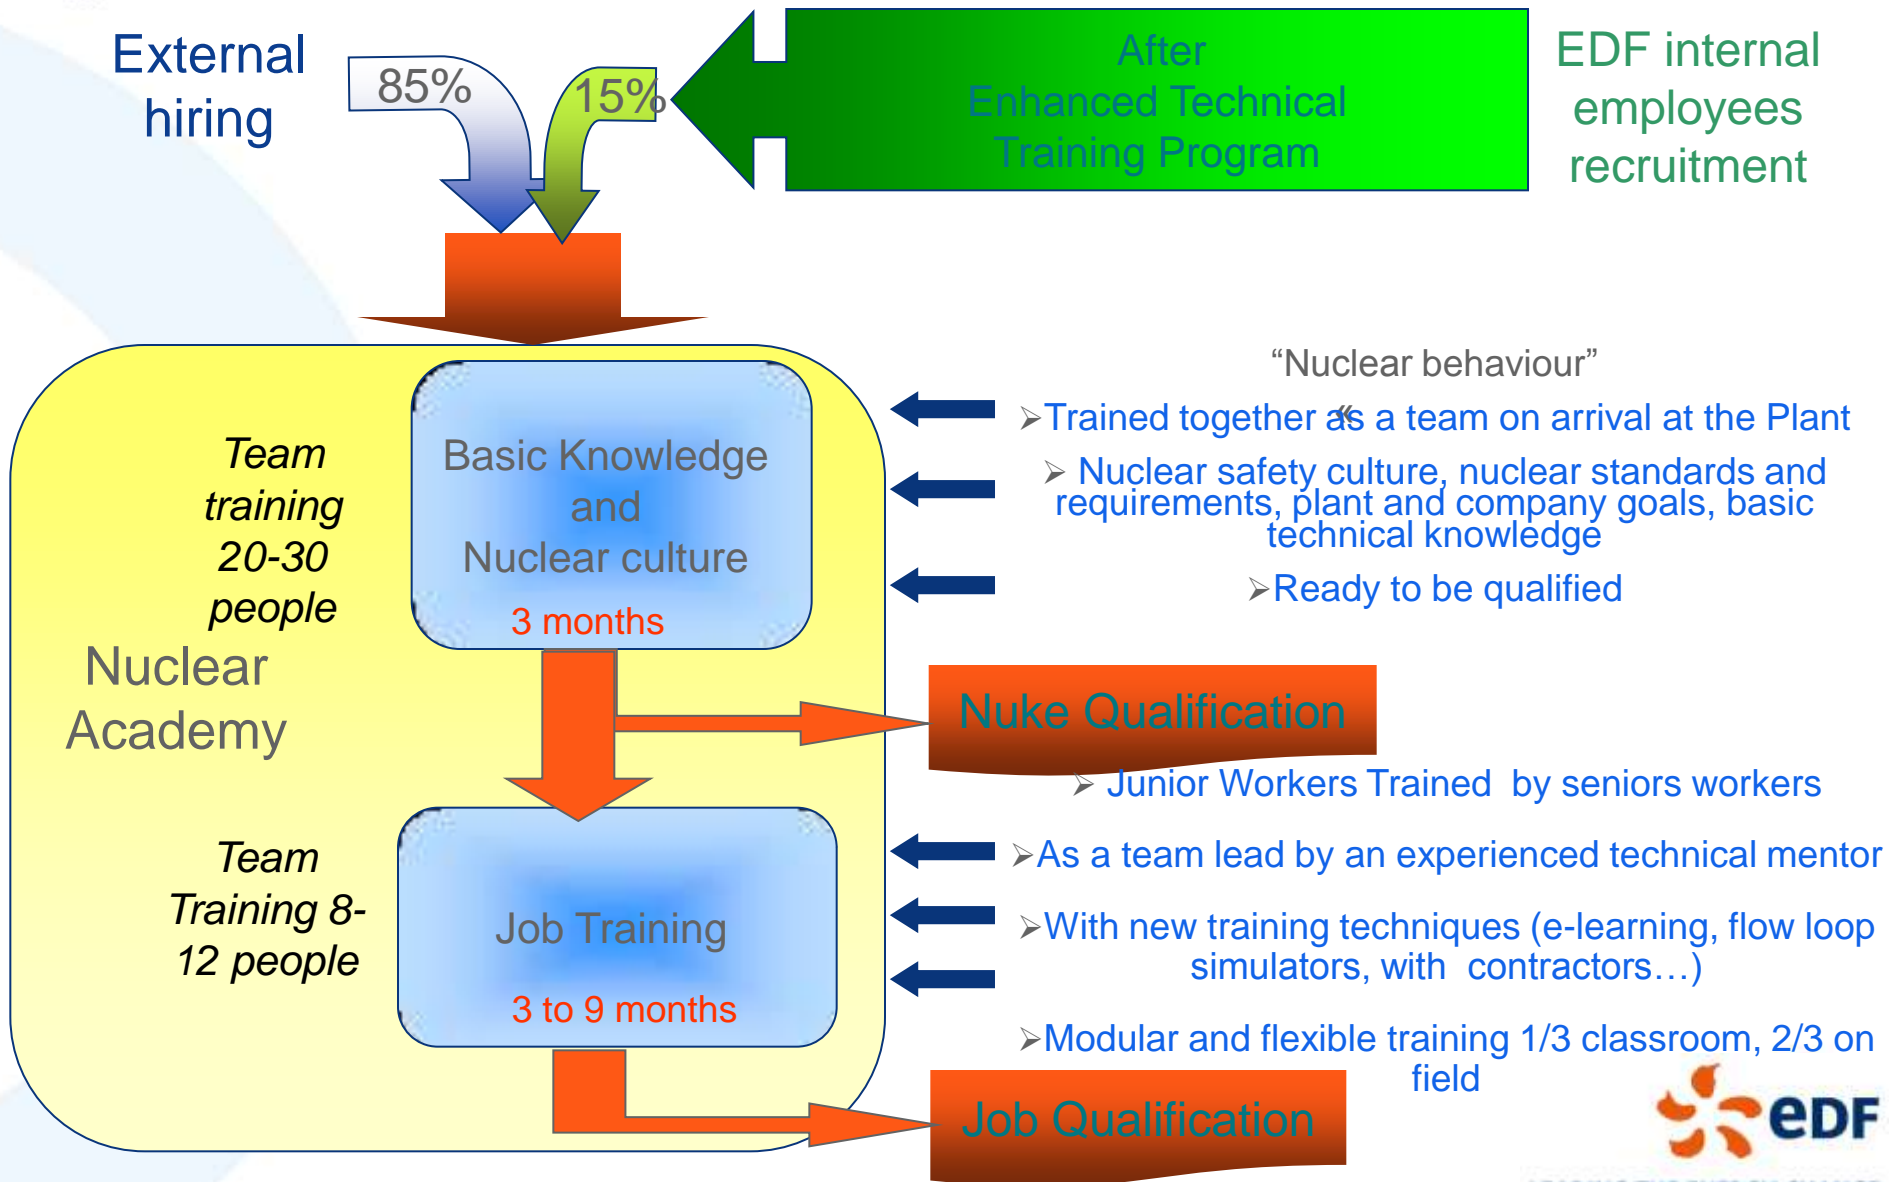 External
hiring
85%
15%
After
Enhanced Technical
Training Program
EDF internal
employees
recruitment
Team
training
20-30
people
Basic Knowledge
and
Nuclear culture
3 months
“Nuclear behaviour”
«
➢Trained together as a team on arrival at the Plant
➢ Nuclear safety culture, nuclear standards and
requirements, plant and company goals, basic
technical knowledge
➢Ready to be qualified
Nuclear
Academy
Nuke Qualification
➢ Junior Workers Trained by seniors workers
Team
Training 8-
12 people
Job Training
3 to 9 months
➢As a team lead by an experienced technical mentor
➢With new training techniques (e-learning, flow loop
simulators, with contractors…)
➢Modular and flexible training 1/3 classroom, 2/3 on
field
Job Qualification
eDF